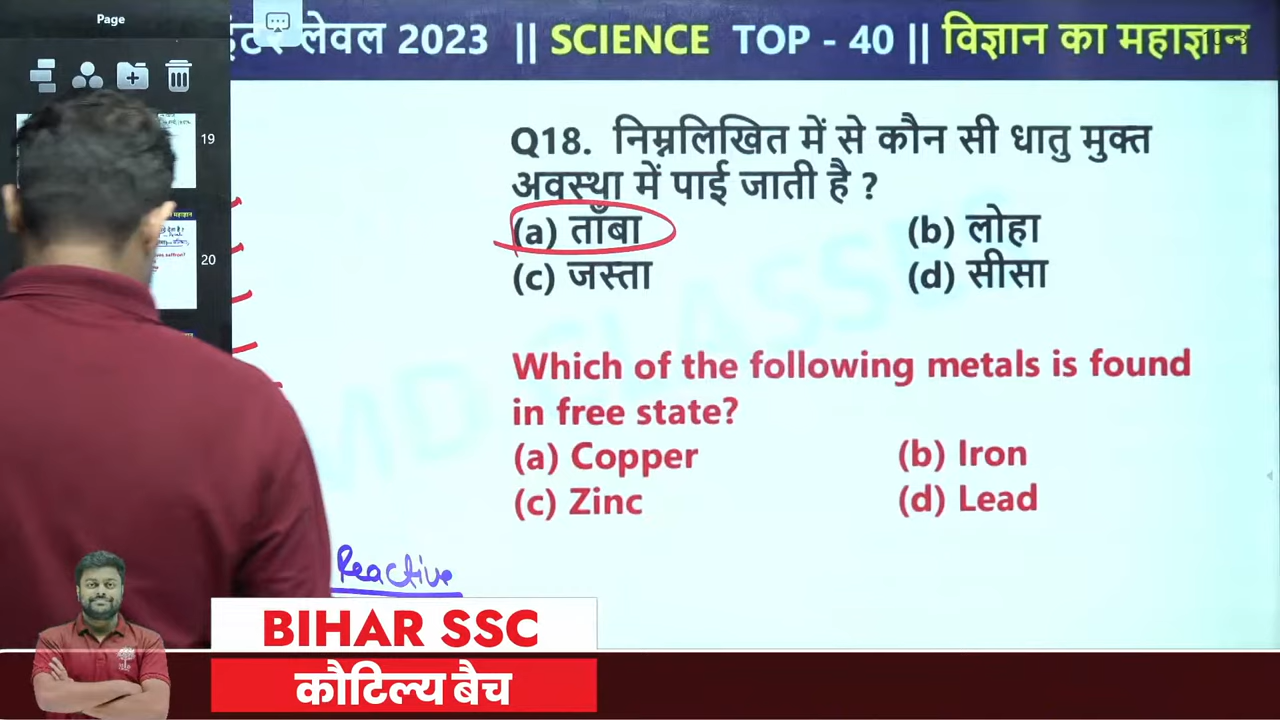 Page
इंटर लेवल 2023 || SCIENCE TOP - 40 || विज्ञान का महाज्ञान
19
20
Q18. निम्नलिखित में से कौन सी धातु मुक्त
अवस्था में पाई जाती है ?
(a) ताँबा (b) लोहा
(c) जस्ता (d) सीसा
Which of the following metals is found
in free state?
(a) Copper (b) Iron
(c) Zinc (d) Lead
Reactive
BIHAR SSC
कौटिल्य बैच